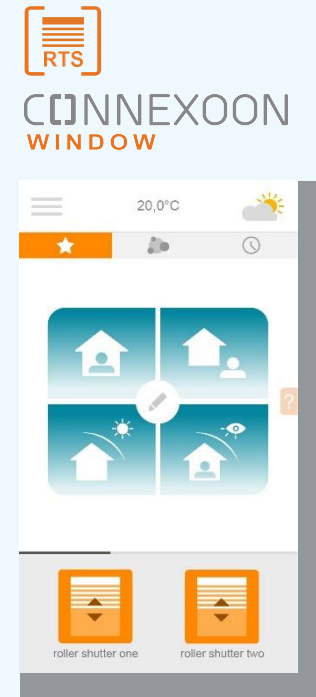 RTS
CONNEXOON
WINDOW
20,0°C
?
roller shutter one
roller shutter two